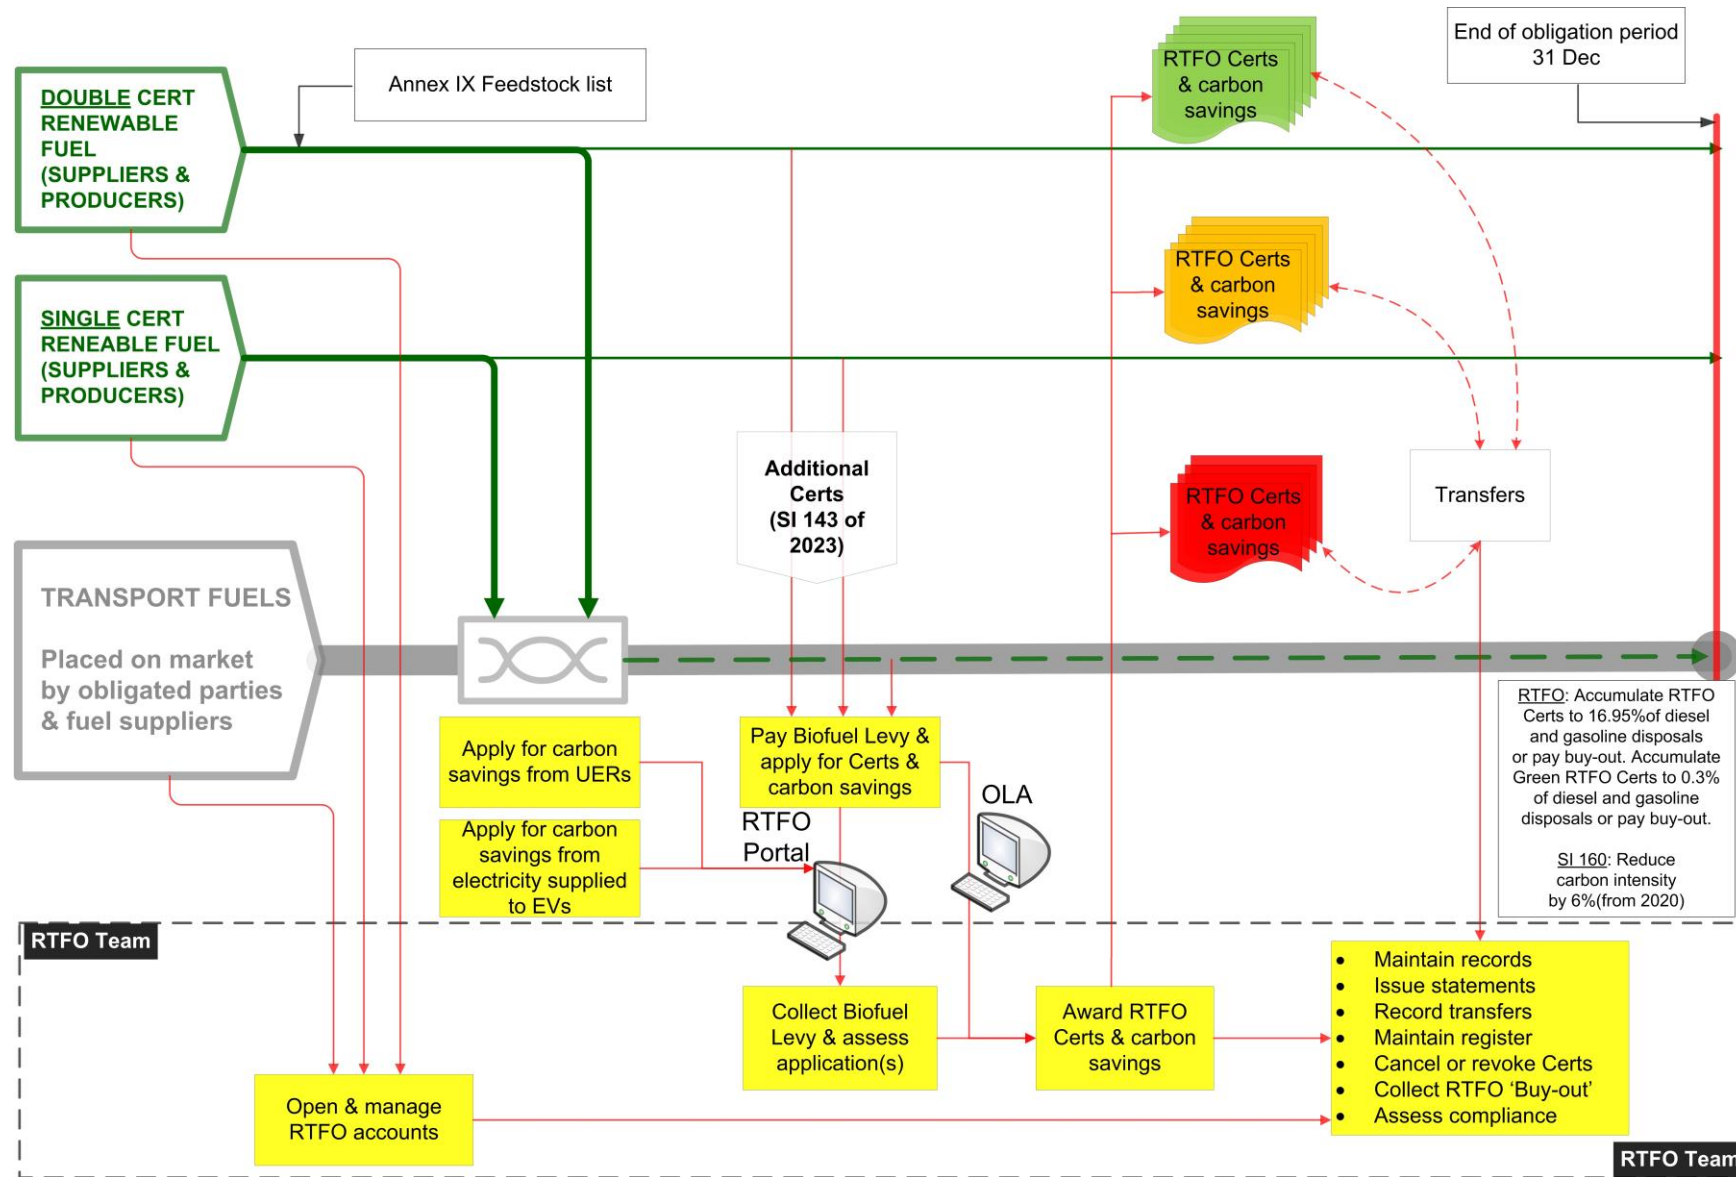 DOUBLE CERT
RENEWABLE
FUEL
(SUPPLIERS &
PRODUCERS)
Annex IX Feedstock list
RTFO Certs
& carbon
savings
End of obligation period
31 Dec
SINGLE CERT
RENEABLE FUEL
(SUPPLIERS &
PRODUCERS)
RTFO Certs
& carbon
savings
Additional
Certs
(SI 143 of
2023)
RTFO Certs
& carbon
savings
Transfers
TRANSPORT FUELS
Placed on market
by obligated parties
& fuel suppliers
Apply for carbon
savings from UERs
Pay Biofuel Levy &
apply for Certs &
carbon savings
RTFO: Accumulate RTFO
Certs to 16.95%of diesel
and gasoline disposals
or pay buy-out. Accumulate
Green RTFO Certs to 0.3%
of diesel and gasoline
disposals or pay buy-out.
SI 160: Reduce
carbon intensity
by 6%(from 2020)
Apply for carbon
savings from
electricity supplied
to EVs
RTFO
Portal
OLA
RTFO Team
Collect Biofuel
Levy & assess
application(s)
Award RTFO
Certs & carbon
savings
• Maintain records
• Issue statements
• Record transfers
• Maintain register
• Cancel or revoke Certs
• Collect RTFO ‘Buy-out’
• Assess compliance
Open & manage
RTFO accounts
RTFO Team